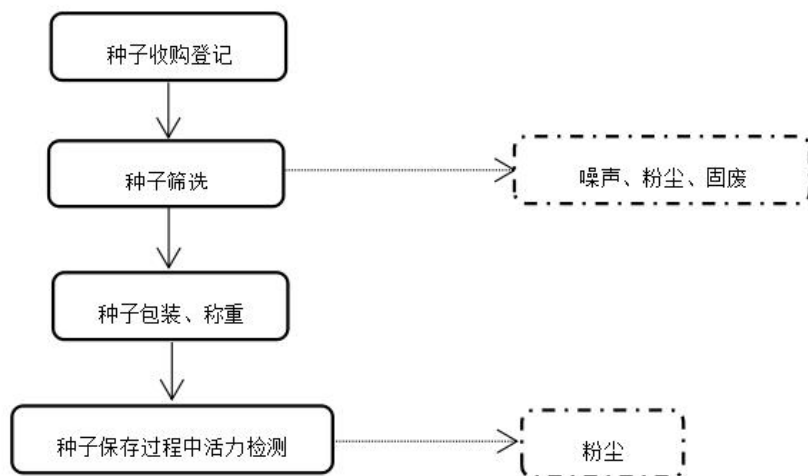 种子收购登记
种子筛选
噪声、粉尘、固废
种子包装、称重
种子保存过程中活力检测
粉尘